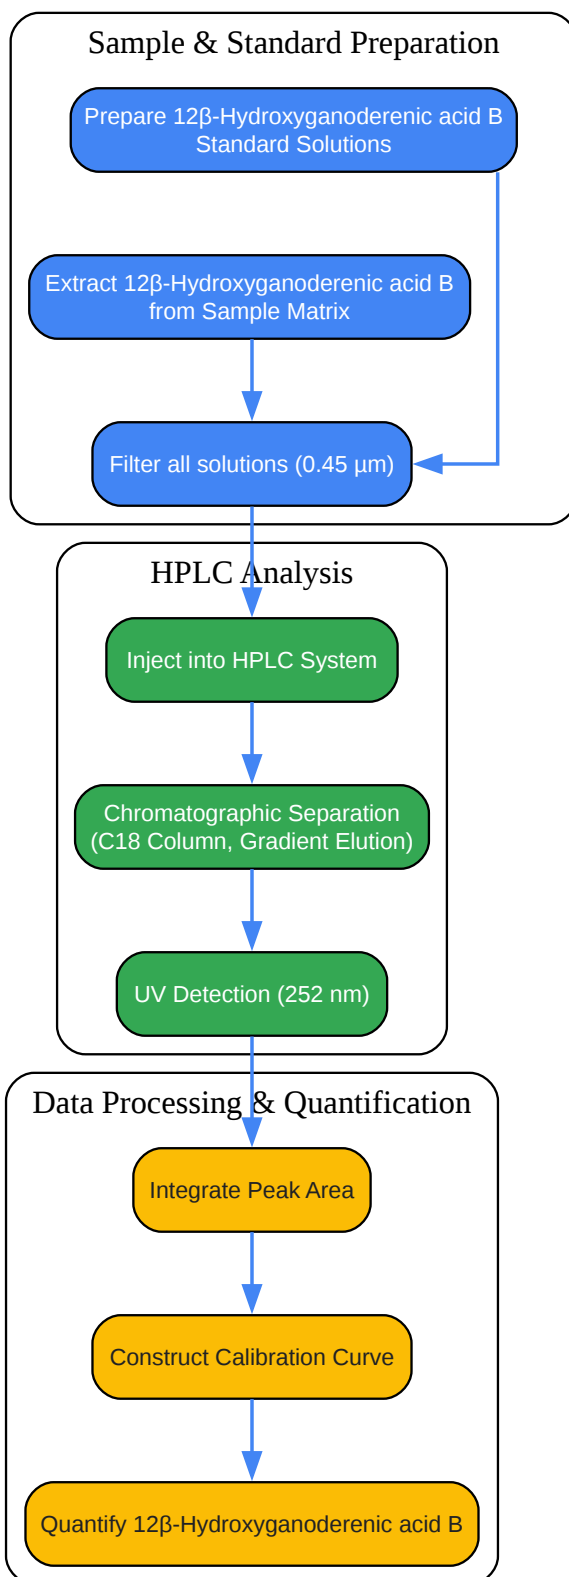 Sample & Standard Preparation
Prepare 12β-Hydroxyganoderenic acid B
Standard Solutions
Extract 12β-Hydroxyganoderenic acid B
from Sample Matrix
Filter all solutions (0.45 µm)
HPLC Analysis
Inject into HPLC System
Chromatographic Separation
(C18 Column, Gradient Elution)
UV Detection (252 nm)
Data Processing & Quantification
Integrate Peak Area
Construct Calibration Curve
Quantify 12β-Hydroxyganoderenic acid B